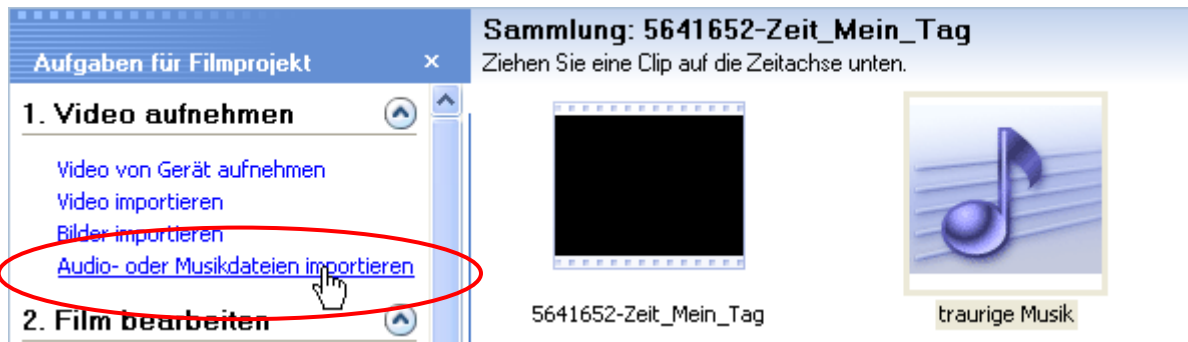 Aufgaben für Filmprojekt
1. Video aufnehmen
Video von Gerät aufnehmen
Video importieren
Bilder importieren
Audio- oder Musikdateien importieren
2. Film bearbeiten
Sammlung: 5641652-Zeit_Mein_Tag
Ziehen Sie eine Clip auf die Zeitachse unten.
5641652-Zeit_Mein_Tag
traurige Musik